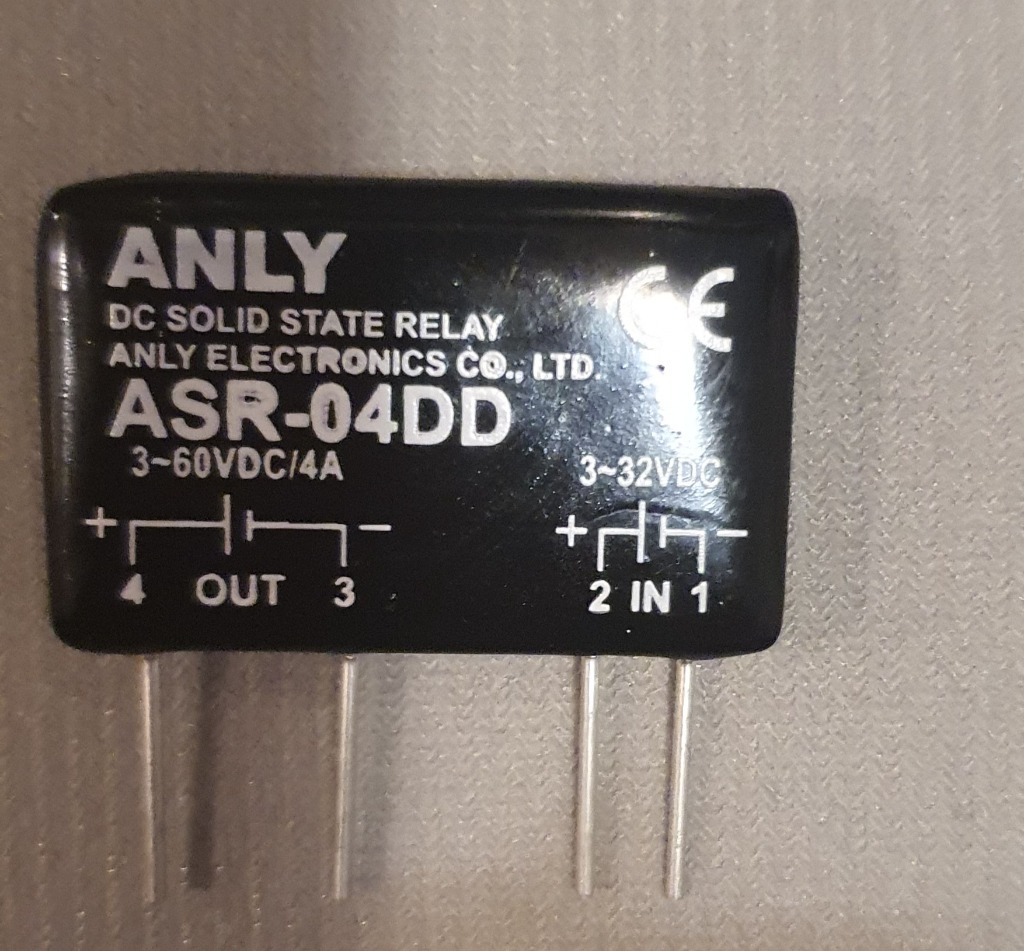 ANLY
CE
DC SOLID STATE RELAY
ANLY ELECTRONICS CO., LTD.
ASR-04DD
3~60VDC/4A
3~32VDC
+ −
+ −
4 OUT 3
2 IN 1